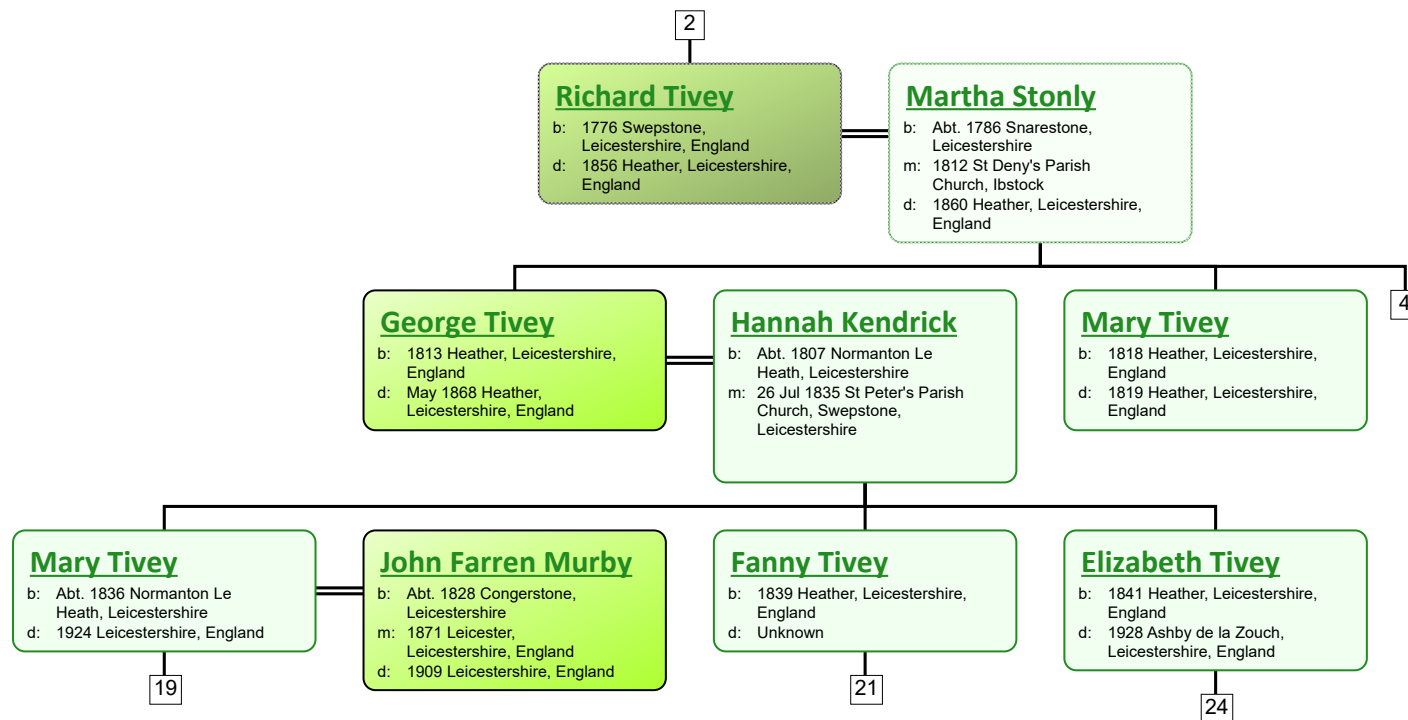 2
Richard Tivey
b: 1776 Swepstone,
Leicestershire, England
d: 1856 Heather, Leicestershire,
England
Martha Stonly
b: Abt. 1786 Snarestone,
Leicestershire
m: 1812 St Deny's Parish
Church, Ibstock
d: 1860 Heather, Leicestershire,
England
George Tivey
b: 1813 Heather, Leicestershire,
England
d: May 1868 Heather,
Leicestershire, England
Hannah Kendrick
b: Abt. 1807 Normanton Le
Heath, Leicestershire
m: 26 Jul 1835 St Peter's Parish
Church, Swepstone,
Leicestershire
Mary Tivey
b: 1818 Heather, Leicestershire,
England
d: 1819 Heather, Leicestershire,
England
4
Mary Tivey
b: Abt. 1836 Normanton Le
Heath, Leicestershire
d: 1924 Leicestershire, England
John Farren Murby
b: Abt. 1828 Congerstone,
Leicestershire
m: 1871 Leicester,
Leicestershire, England
d: 1909 Leicestershire, England
Fanny Tivey
b: 1839 Heather, Leicestershire,
England
d: Unknown
Elizabeth Tivey
b: 1841 Heather, Leicestershire,
England
d: 1928 Ashby de la Zouch,
Leicestershire, England
19
21
24